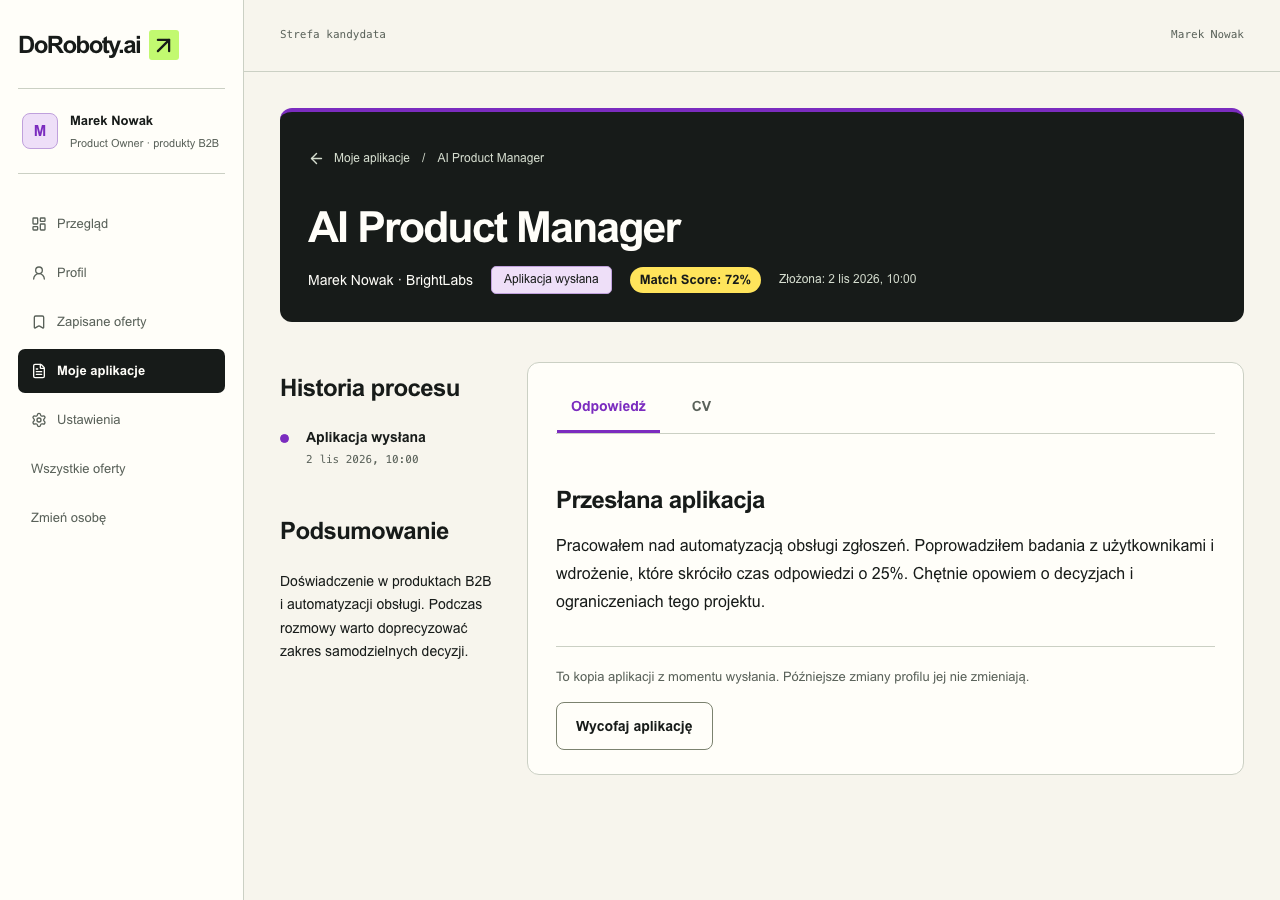 DoRoboty.ai
M
Marek Nowak
Product Owner · produkty B2B
Przegląd
Profil
Zapisane oferty
Moje aplikacje
Ustawienia
Wszystkie oferty
Zmień osobę
Strefa kandydata
Marek Nowak
Moje aplikacje / AI Product Manager
AI Product Manager
Marek Nowak · BrightLabs
Aplikacja wysłana
Match Score: 72%
Złożona: 2 lis 2026, 10:00
Historia procesu
Aplikacja wysłana
2 lis 2026, 10:00
Podsumowanie
Doświadczenie w produktach B2B
i automatyzacji obsługi. Podczas
rozmowy warto doprecyzować
zakres samodzielnych decyzji.
Odpowiedź
CV
Przesłana aplikacja
Pracowałem nad automatyzacją obsługi zgłoszeń. Poprowadziłem badania z użytkownikami i
wdrożenie, które skróciło czas odpowiedzi o 25%. Chętnie opowiem o decyzjach i
ograniczeniach tego projektu.
To kopia aplikacji z momentu wysłania. Późniejsze zmiany profilu jej nie zmieniają.
Wycofaj aplikację